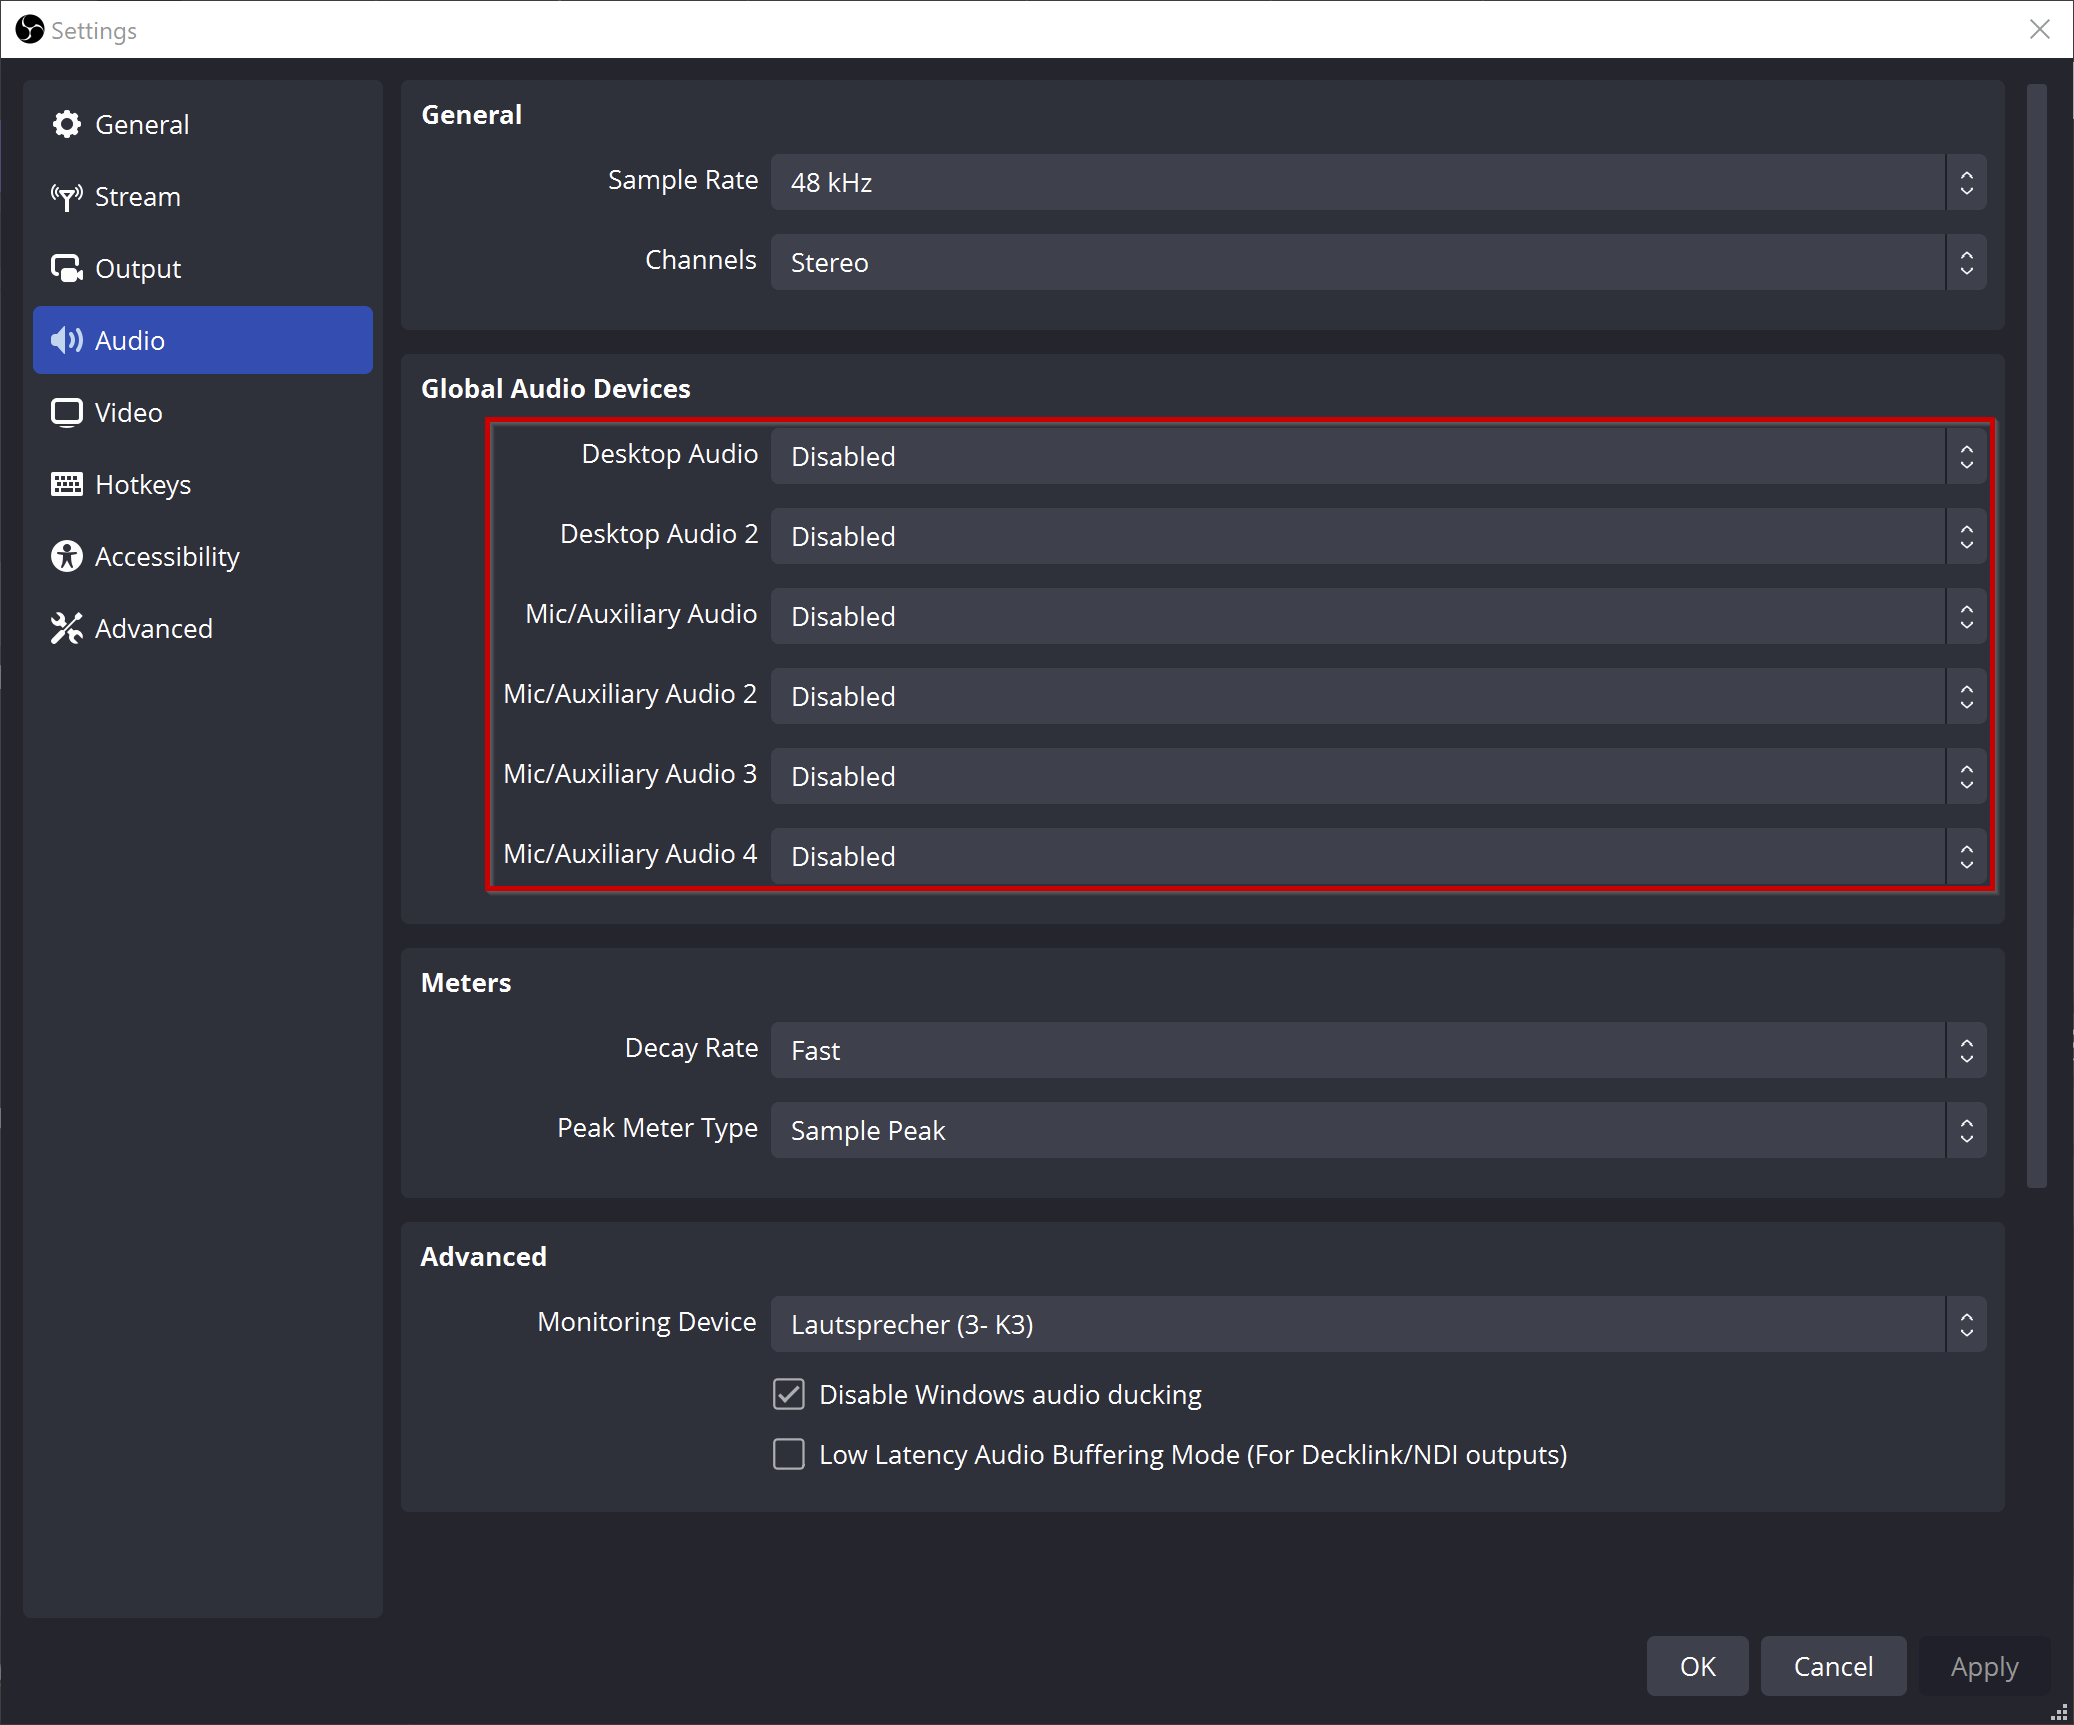 Settings
General
Stream
Output
Audio
Video
Hotkeys
Accessibility
Advanced
General
Sample Rate 48 kHz
Channels Stereo
Global Audio Devices
Desktop Audio Disabled
Desktop Audio 2 Disabled
Mic/Auxiliary Audio Disabled
Mic/Auxiliary Audio 2 Disabled
Mic/Auxiliary Audio 3 Disabled
Mic/Auxiliary Audio 4 Disabled
Meters
Decay Rate Fast
Peak Meter Type Sample Peak
Advanced
Monitoring Device Lautsprecher (3- K3)
Disable Windows audio ducking
Low Latency Audio Buffering Mode (For Decklink/NDI outputs)
OK Cancel Apply